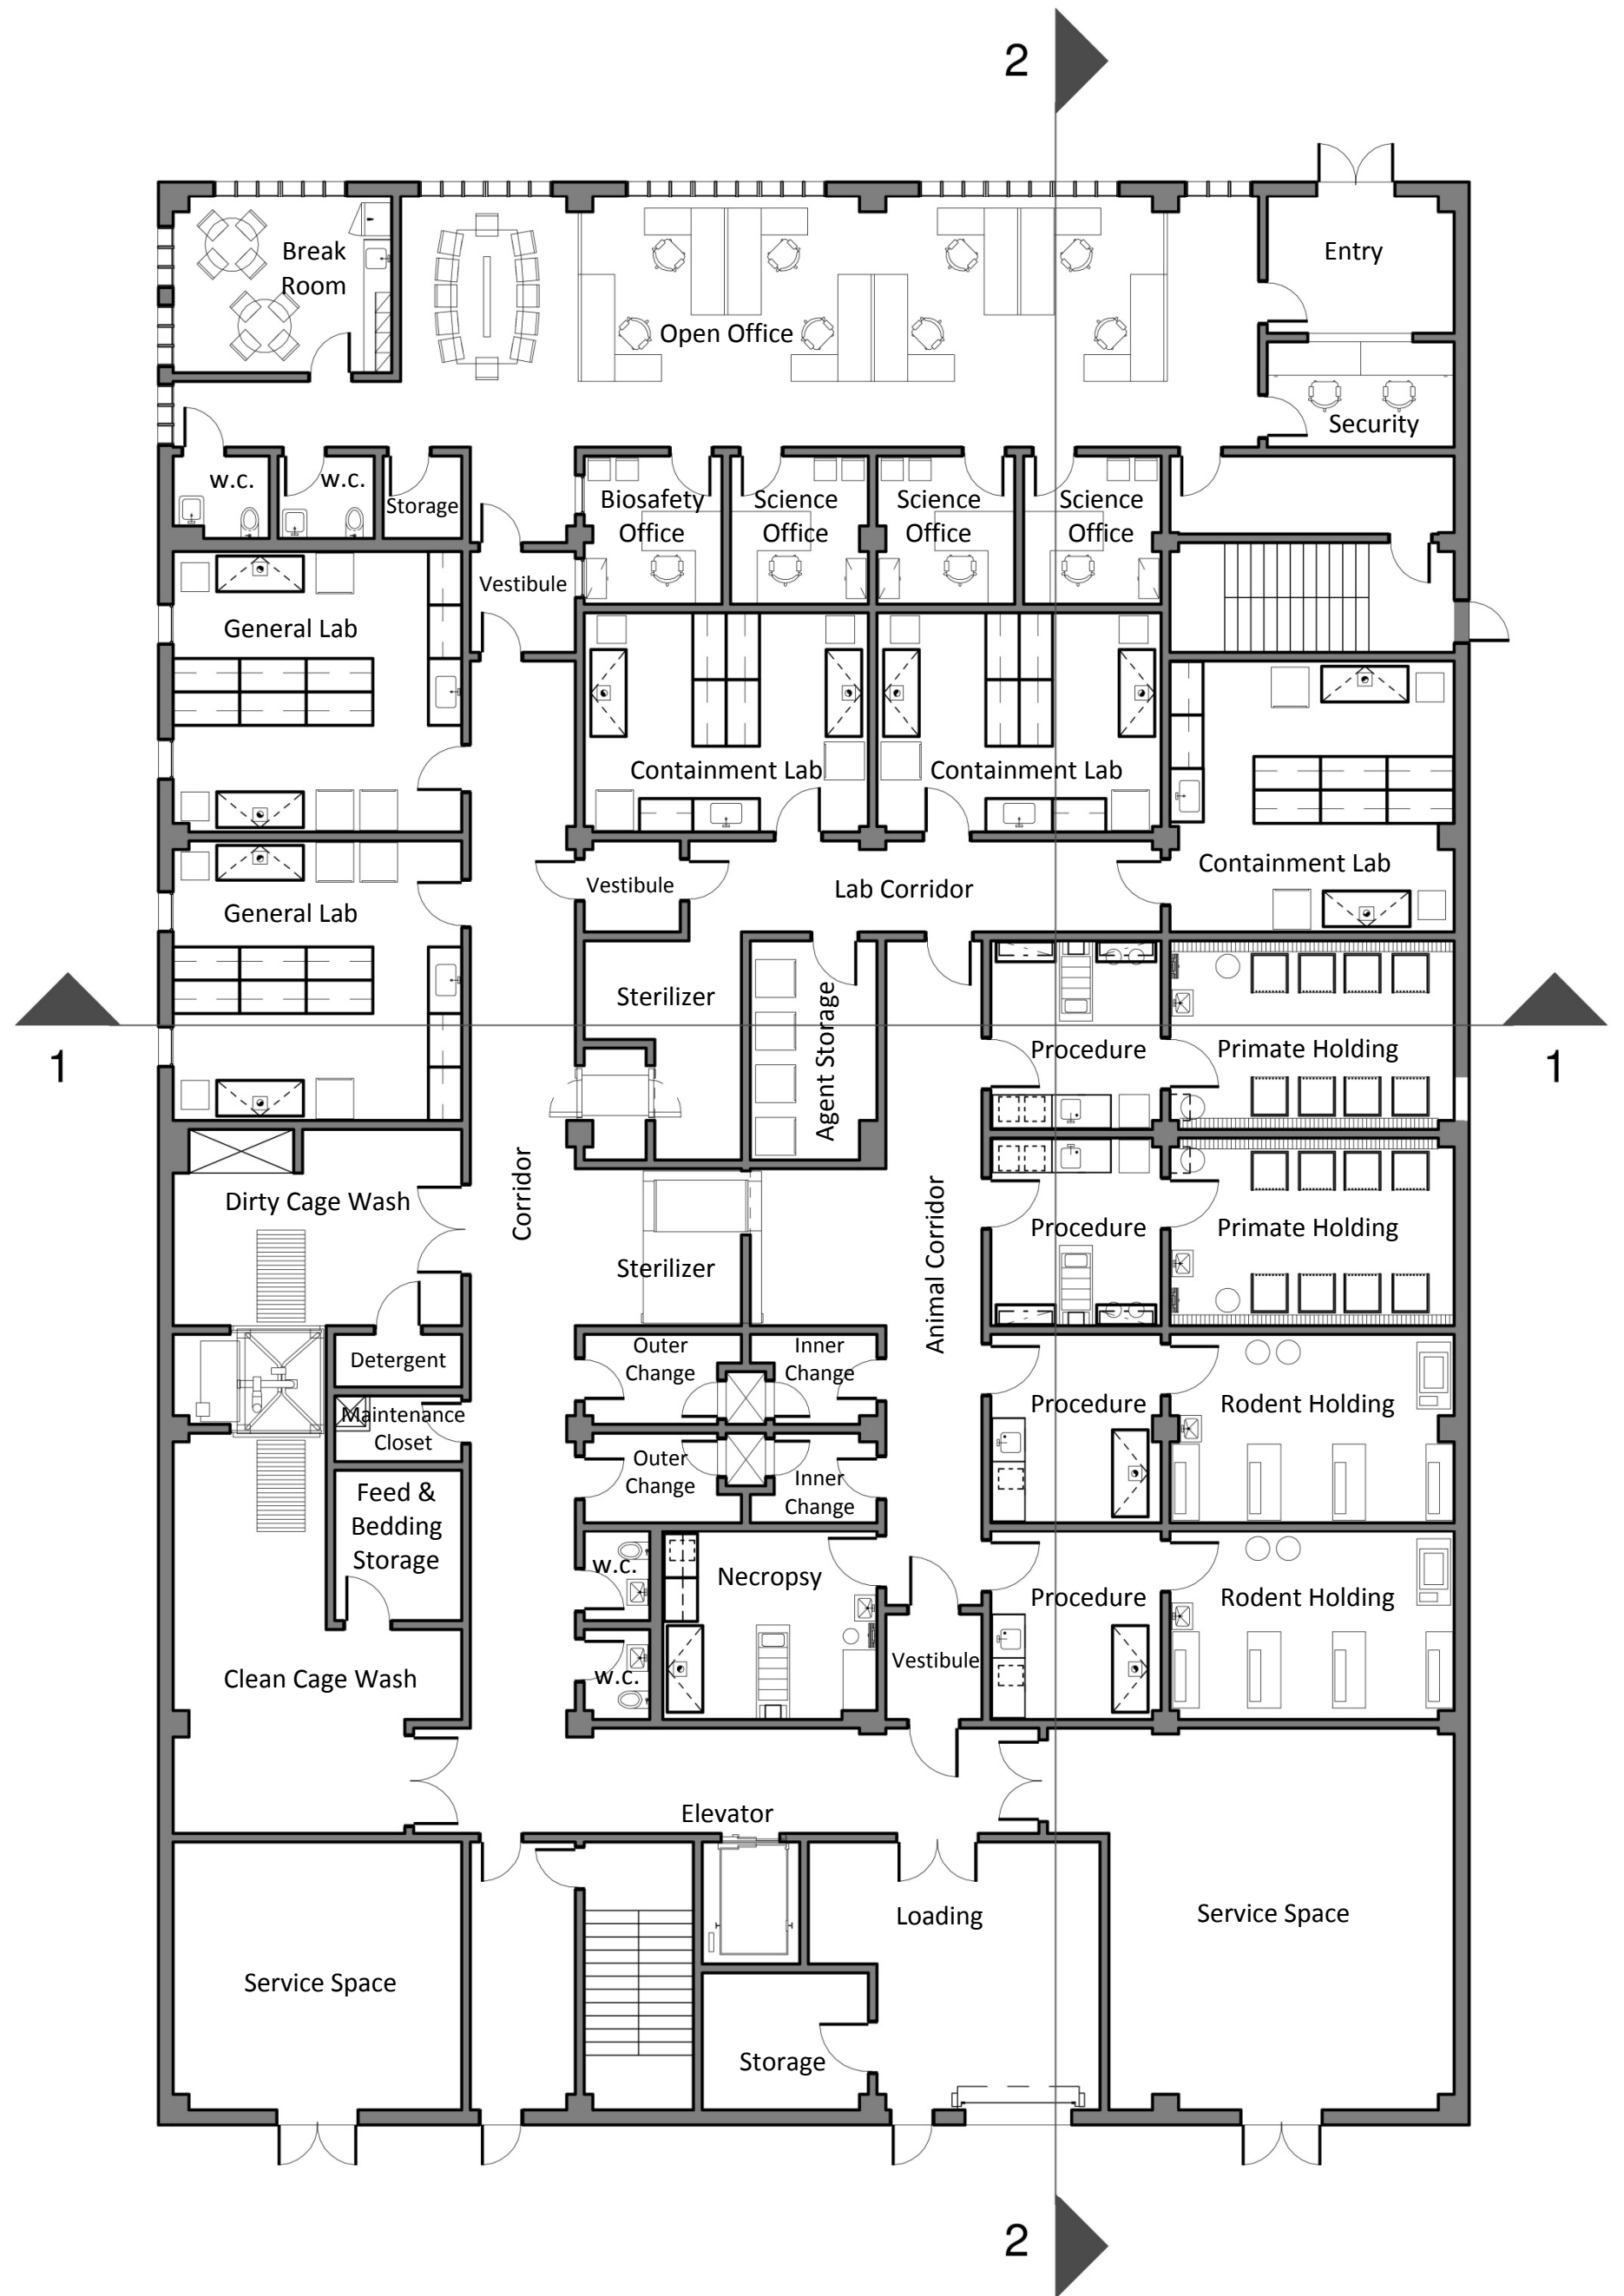 2
Break
Room
Entry
Open Office
Security
w.c.
w.c.
Storage
Biosafety
Office
Science
Office
Science
Office
Science
Office
Vestibule
General Lab
Containment Lab
Containment Lab
Containment Lab
Vestibule
Lab Corridor
General Lab
Sterilizer
Agent Storage
Procedure
Primate Holding
1
1
Dirty Cage Wash
Corridor
Sterilizer
Animal Corridor
Procedure
Primate Holding
Detergent
Outer
Change
Inner
Change
Maintenance
Closet
Procedure
Rodent Holding
Outer
Change
Inner
Change
Feed &
Bedding
Storage
w.c.
Necropsy
Procedure
Rodent Holding
Clean Cage Wash
w.c.
Vestibule
Elevator
Loading
Service Space
Service Space
Storage
2